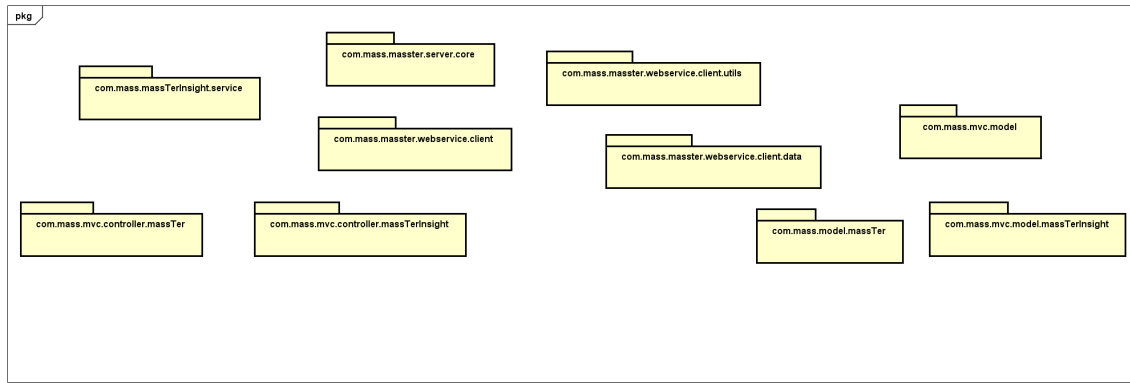 pkg
com.mass.masster.server.core
com.mass.masster.webservice.client.utils
com.mass.massTerInsight.service
com.mass.mvc.model
com.mass.masster.webservice.client
com.mass.masster.webservice.client.data
com.mass.mvc.controller.massTer
com.mass.mvc.controller.massTerInsight
com.mass.model.massTer
com.mass.mvc.model.massTerInsight